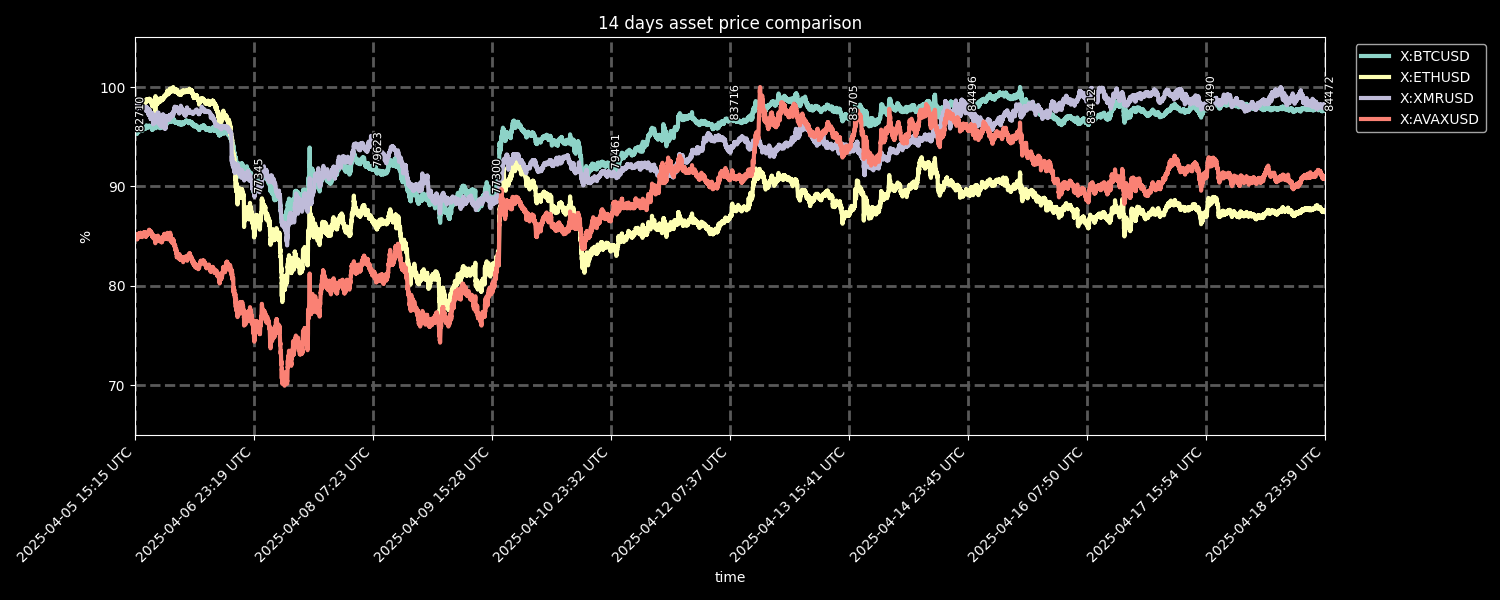 14 days asset price comparison
X:BTCUSD
X:ETHUSD
X:XMRUSD
X:AVAXUSD
100
90
80
70
%
82710
77345
79623
77300
79461
83716
83705
84496
83412
84490
84472
2025-04-05 15:15 UTC
2025-04-06 23:19 UTC
2025-04-08 07:23 UTC
2025-04-09 15:28 UTC
2025-04-10 23:32 UTC
2025-04-12 07:37 UTC
2025-04-13 15:41 UTC
2025-04-14 23:45 UTC
2025-04-16 07:50 UTC
2025-04-17 15:54 UTC
2025-04-18 23:59 UTC
time